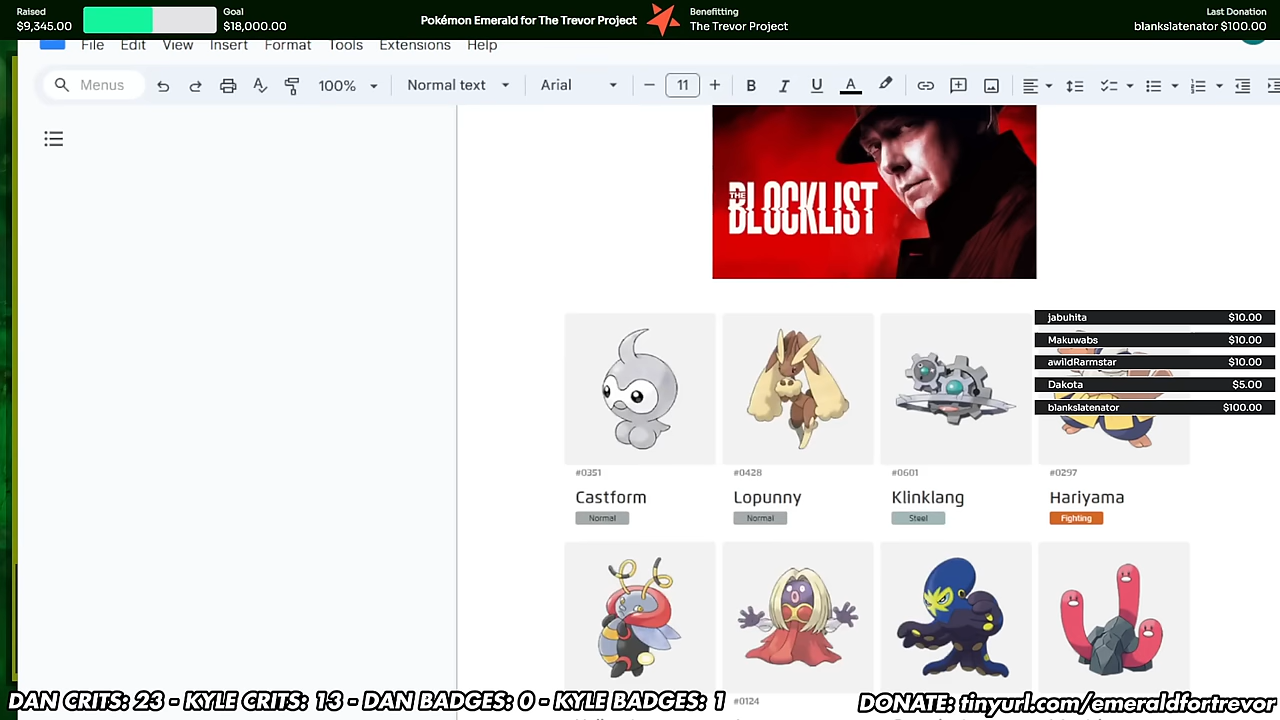 Raised
$9,345.00
Goal
$18,000.00
Pokémon Emerald for The Trevor Project
Benefitting
The Trevor Project
Last Donation
blankslatenator $100.00
File Edit View Insert Format Tools Extensions Help
Menus
100%
Normal text
Arial
11
B I U A
THE
BLOCKLIST
jabuhita $10.00
Makuwabs $10.00
awildRarmstar $10.00
Dakota $5.00
blankslatenator $100.00
#0351 #0428 #0601 #0297
Castform Lopunny Klinklang Hariyama
Normal Normal Steel Fighting
#0124
DAN CRITS: 23 - KYLE CRITS: 13 - DAN BADGES: 0 - KYLE BADGES: 1
DONATE: tinyurl.com/emeraldfortrevor